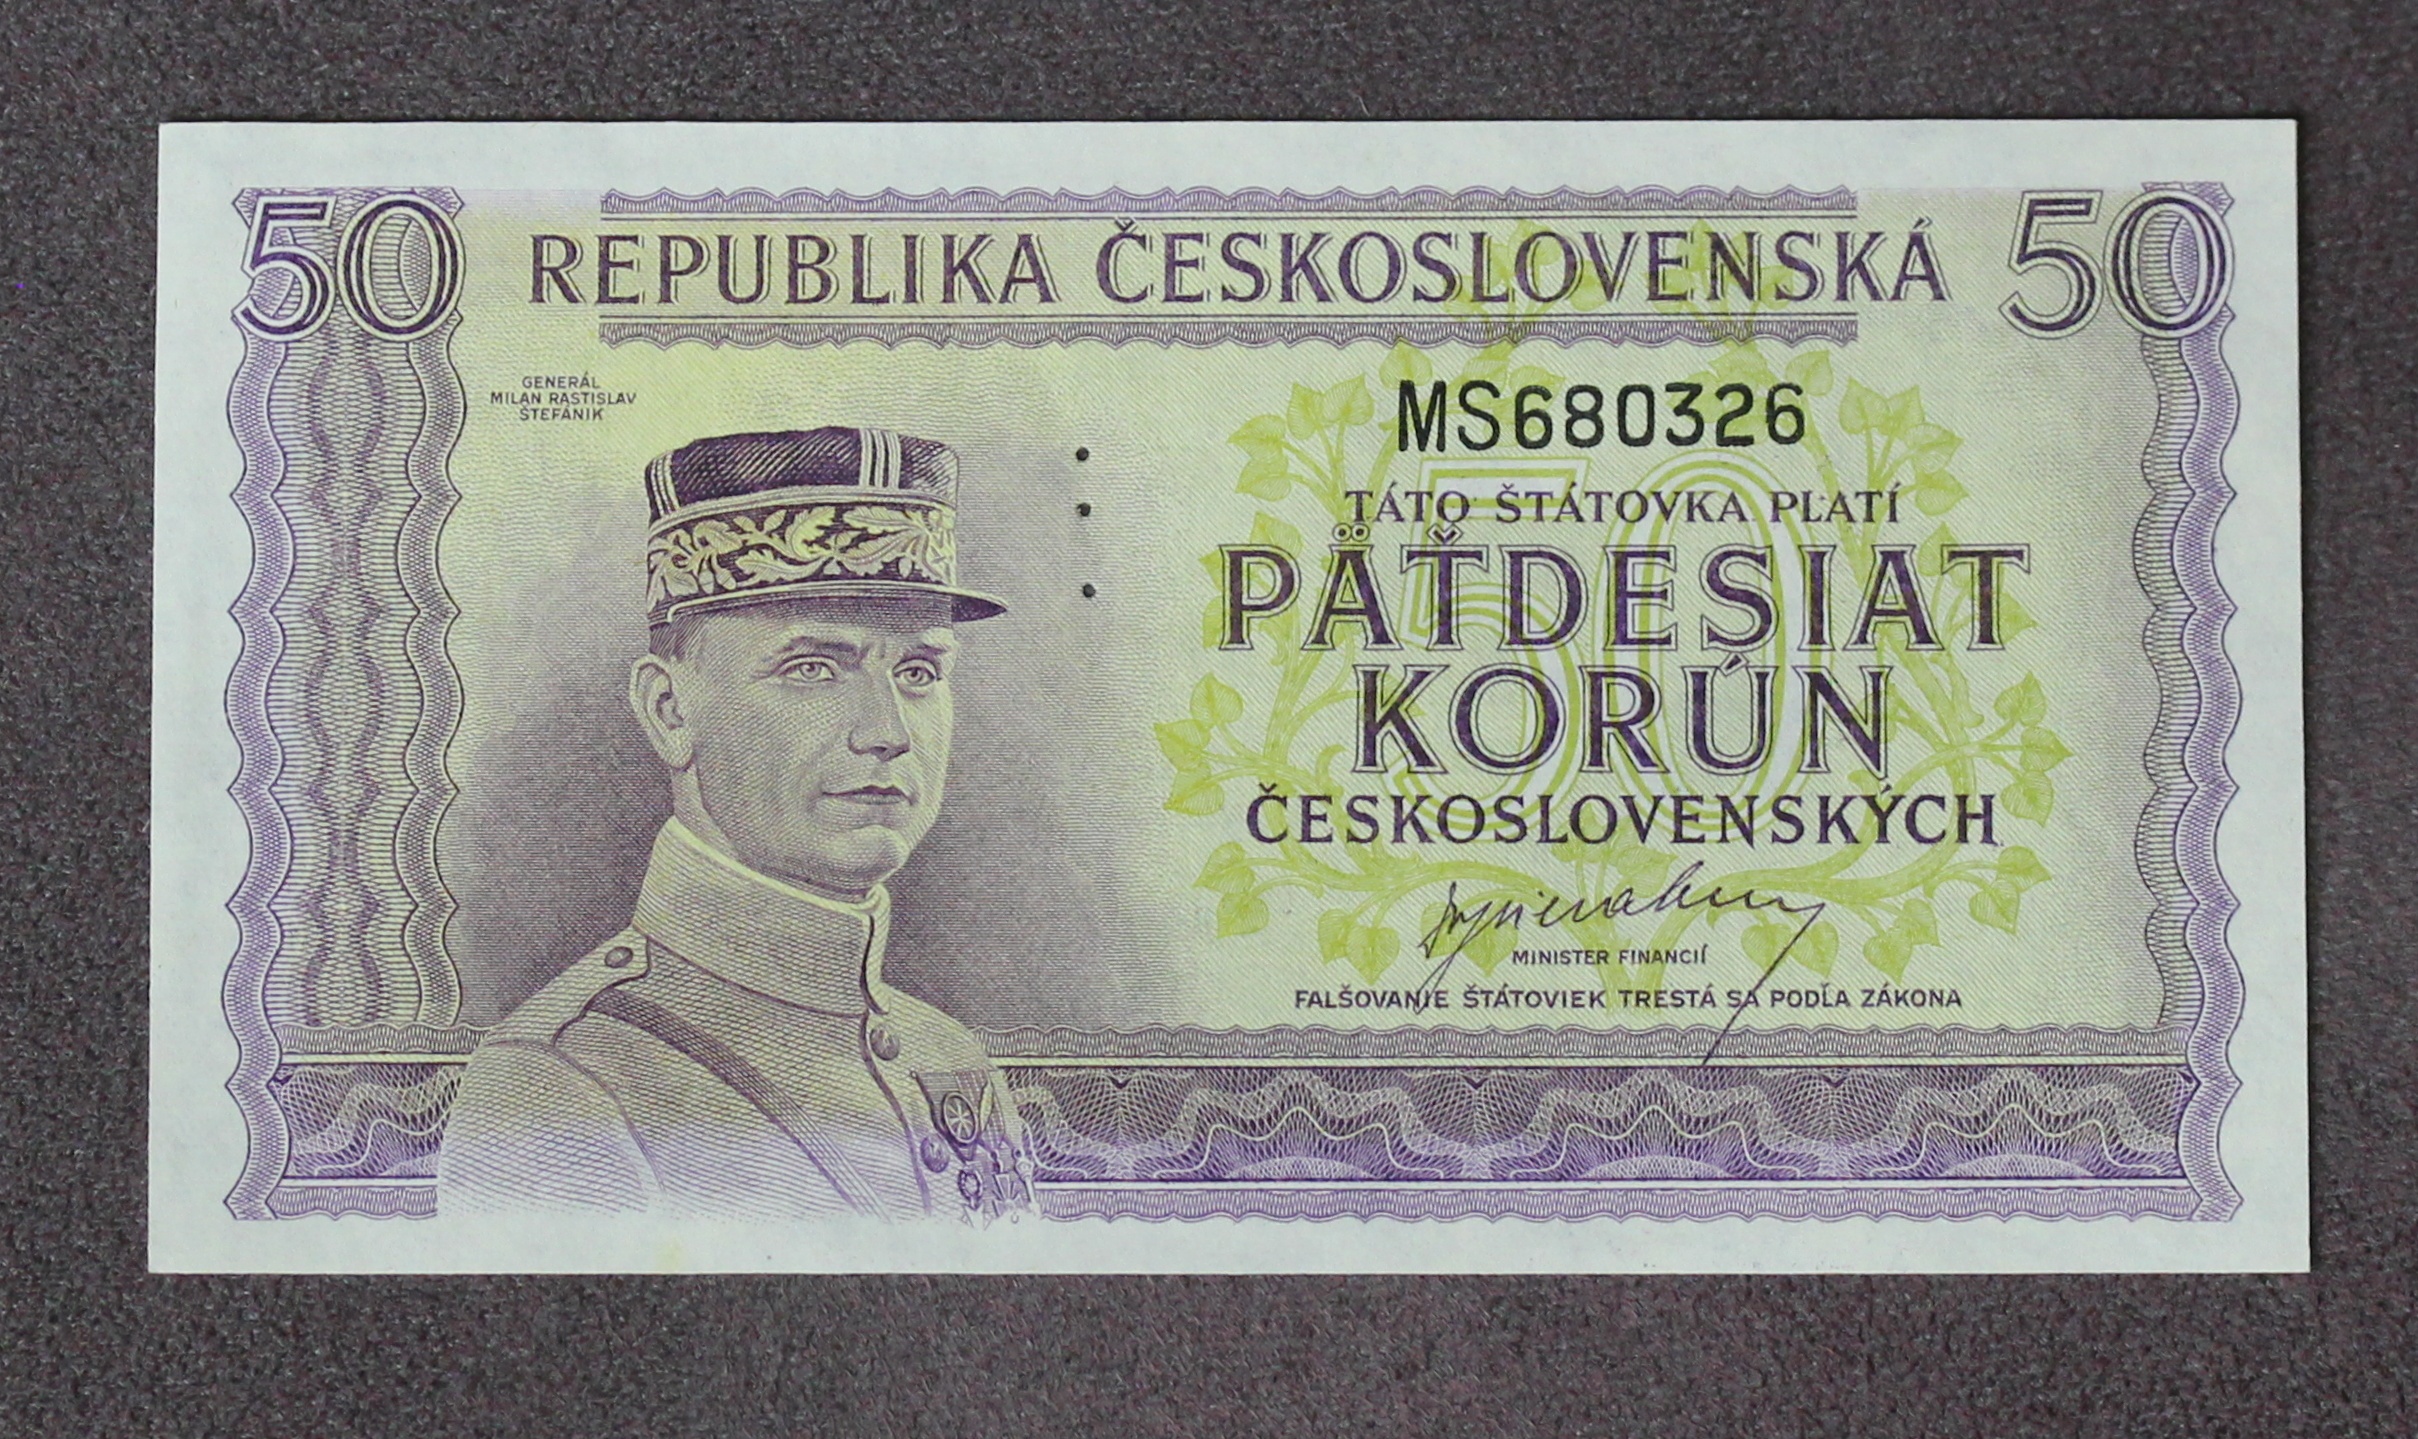 50 REPUBLIKA ČESKOSLOVENSKÁ 50
GENERÁL
MILAN RASTISLAV
ŠTEFÁNIK
MS680326
TÁTO ŠTÁTOVKA PLATÍ
PÄŤDESIAT
KORÚN
ČESKOSLOVENSKÝCH
MINISTER FINANCIÍ
FALŠOVANIE ŠTÁTOVIEK TRESTÁ SA PODĽA ZÁKONA
50